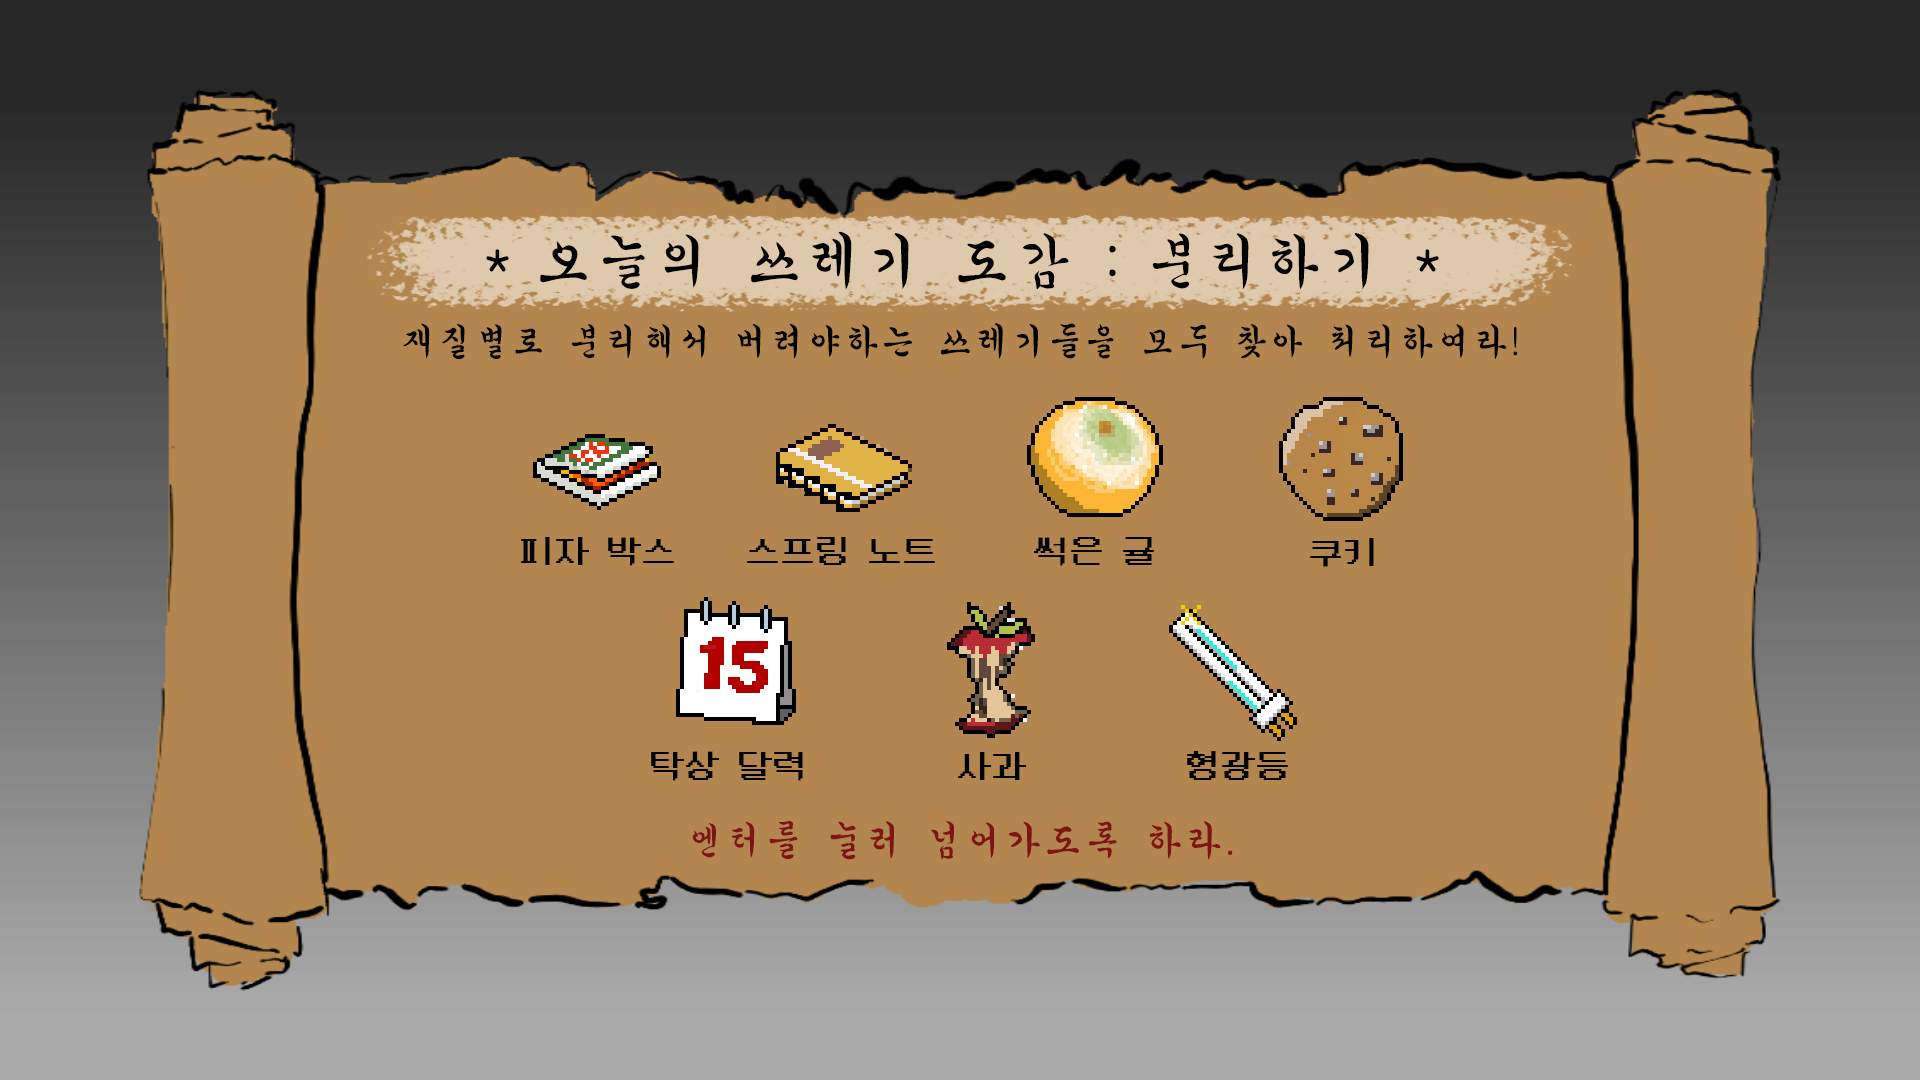 * 오늘의 쓰레기 도감 : 분리하기 *
재질별로 분리해서 버려야하는 쓰레기들을 모두 찾아 처리하여라!
피자 박스 스프링 노트 썩은 귤 쿠키
15
탁상 달력 사과 형광등
엔터를 눌러 넘어가도록 하라.